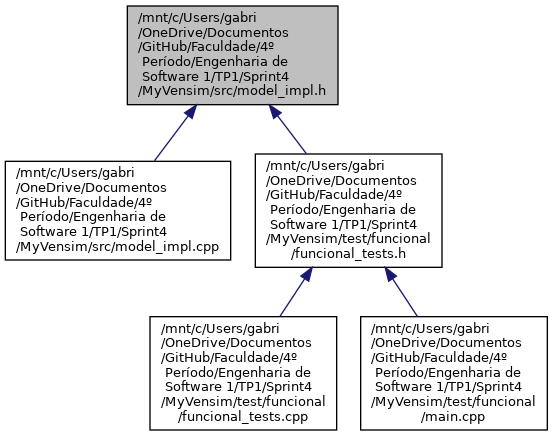 /mnt/c/Users/gabri
/OneDrive/Documentos
/GitHub/Faculdade/4º
Período/Engenharia de
Software 1/TP1/Sprint4
/MyVensim/src/model_impl.h
/mnt/c/Users/gabri
/OneDrive/Documentos
/GitHub/Faculdade/4º
Período/Engenharia de
Software 1/TP1/Sprint4
/MyVensim/src/model_impl.cpp
/mnt/c/Users/gabri
/OneDrive/Documentos
/GitHub/Faculdade/4º
Período/Engenharia de
Software 1/TP1/Sprint4
/MyVensim/test/funcional
/funcional_tests.h
/mnt/c/Users/gabri
/OneDrive/Documentos
/GitHub/Faculdade/4º
Período/Engenharia de
Software 1/TP1/Sprint4
/MyVensim/test/funcional
/funcional_tests.cpp
/mnt/c/Users/gabri
/OneDrive/Documentos
/GitHub/Faculdade/4º
Período/Engenharia de
Software 1/TP1/Sprint4
/MyVensim/test/funcional
/main.cpp